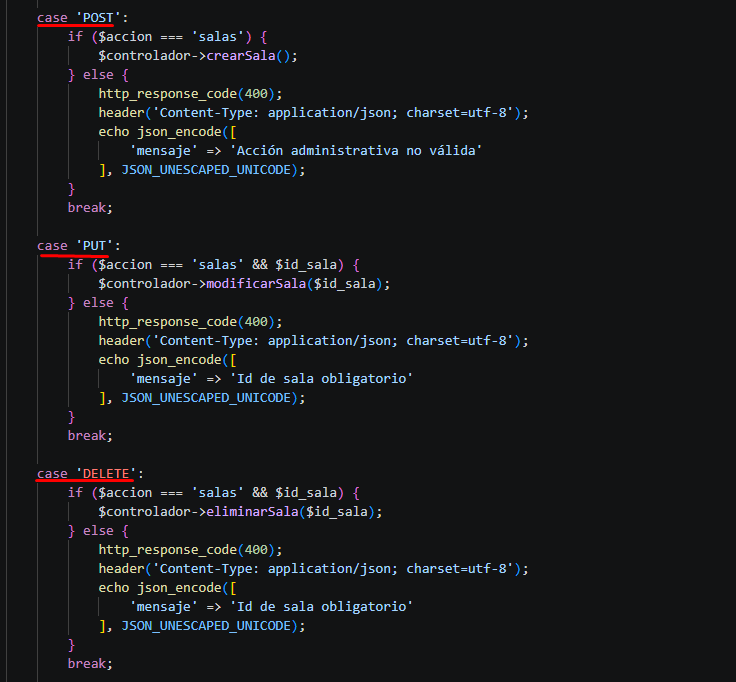 case 'POST':
if ($accion === 'salas') {
$controlador->crearSala();
} else {
http_response_code(400);
header('Content-Type: application/json; charset=utf-8');
echo json_encode([
'mensaje' => 'Acción administrativa no válida'
], JSON_UNESCAPED_UNICODE);
}
break;
case 'PUT':
if ($accion === 'salas' && $id_sala) {
$controlador->modificarSala($id_sala);
} else {
http_response_code(400);
header('Content-Type: application/json; charset=utf-8');
echo json_encode([
'mensaje' => 'Id de sala obligatorio'
], JSON_UNESCAPED_UNICODE);
}
break;
case 'DELETE':
if ($accion === 'salas' && $id_sala) {
$controlador->eliminarSala($id_sala);
} else {
http_response_code(400);
header('Content-Type: application/json; charset=utf-8');
echo json_encode([
'mensaje' => 'Id de sala obligatorio'
], JSON_UNESCAPED_UNICODE);
}
break;